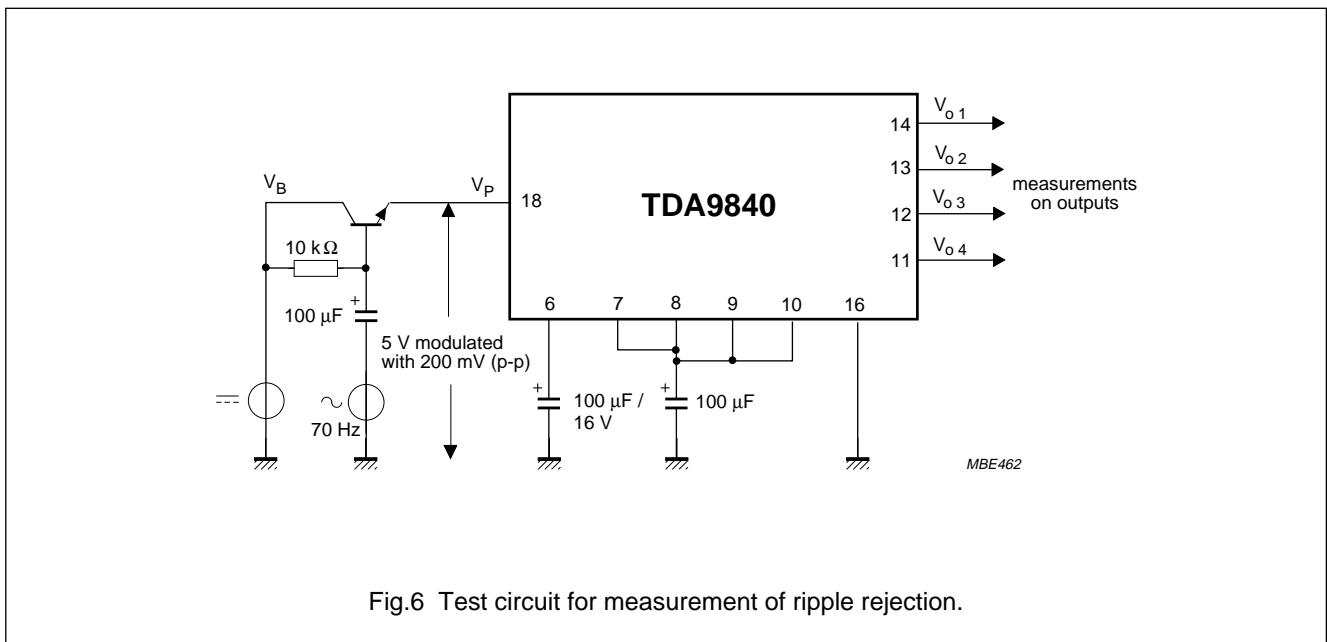 V_B
V_P
10 kΩ
+
100 µF
5 V modulated
with 200 mV (p-p)
70 Hz
18
TDA9840
14
V_o 1
13
V_o 2
12
V_o 3
11
V_o 4
measurements
on outputs
6
7
8
9
10
16
+
100 µF /
16 V
+
100 µF
MBE462
Fig.6 Test circuit for measurement of ripple rejection.